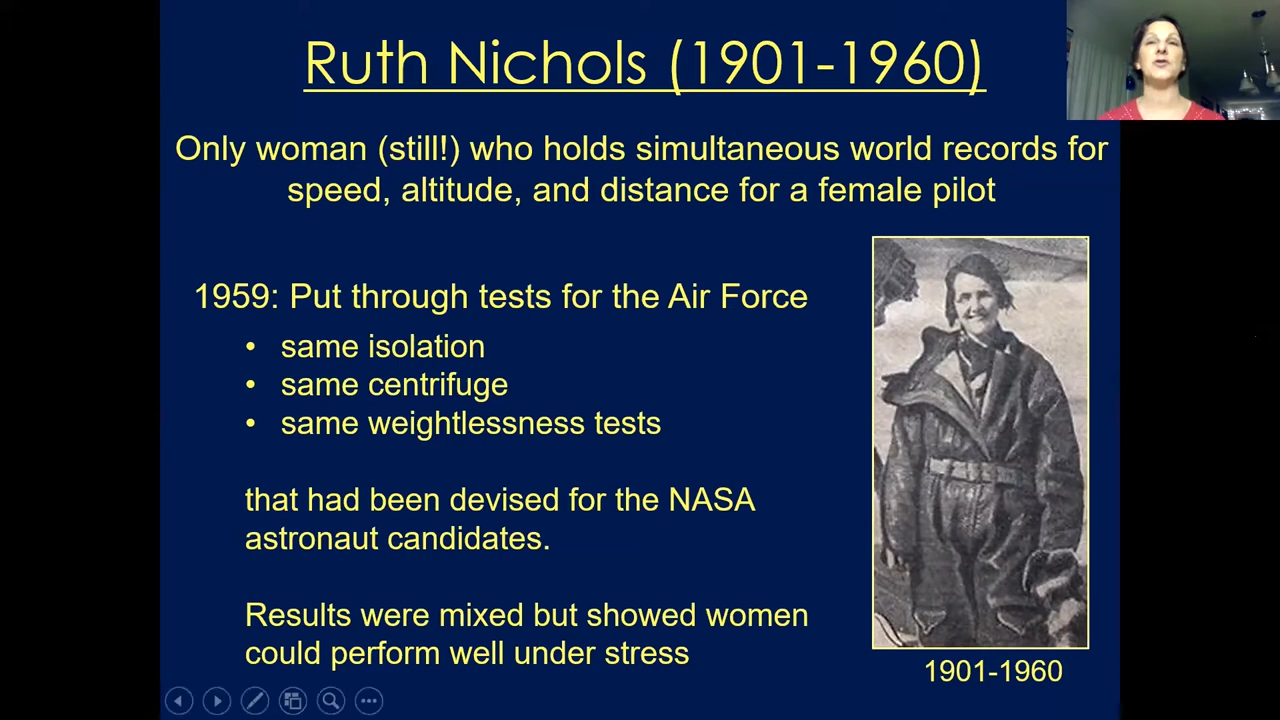 Ruth Nichols (1901-1960)
Only woman (still!) who holds simultaneous world records for
speed, altitude, and distance for a female pilot
1959: Put through tests for the Air Force
• same isolation
• same centrifuge
• same weightlessness tests
that had been devised for the NASA
astronaut candidates.
Results were mixed but showed women
could perform well under stress
1901-1960